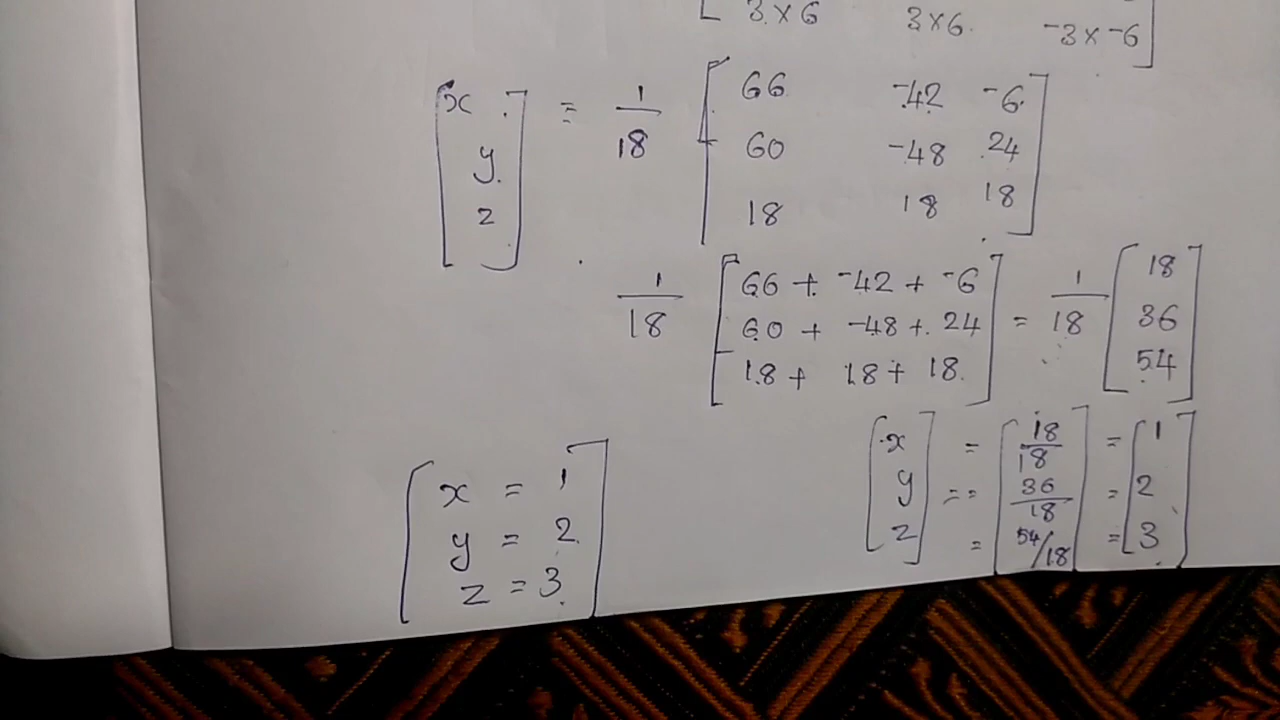 3×6 3×6 -3×-6
[x y z] = 1/18 [66 -42 -6
60 -48 24
18 18 18]
1/18 [66 + -42 + -6
60 + -48 + 24
18 + 18 + 18] = 1/18 [18
36
54]
[x y z] = [18/18 = [1
== 36/18 = 2
= 54/18] = 3]
[x = 1
y = 2
z = 3]